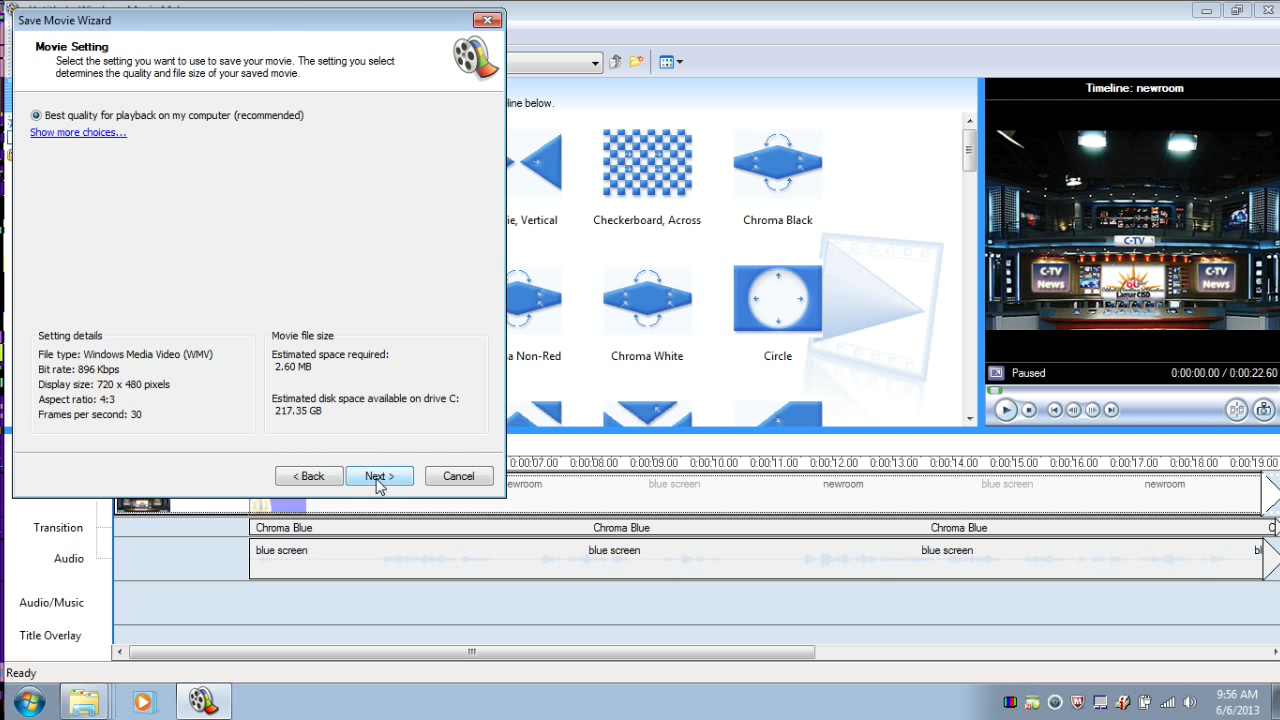 Save Movie Wizard
Movie Setting
Select the setting you want to use to save your movie. The setting you select
determines the quality and file size of your saved movie.
Best quality for playback on my computer (recommended)
Show more choices...
Setting details
File type: Windows Media Video (WMV)
Bit rate: 896 Kbps
Display size: 720 x 480 pixels
Aspect ratio: 4:3
Frames per second: 30
Movie file size
Estimated space required:
2.60 MB
Estimated disk space available on drive C:
217.35 GB
< Back
Next >
Cancel
line below.
Vertical
Checkerboard, Across
Chroma Black
Non-Red
Chroma White
Circle
Timeline: newroom
C-TV
C-TV
News
Lamar CISD
C-TV
News
Paused
0:00:00.00 / 0:00:22.60
0:00:07.00 0:00:08.00 0:00:09.00 0:00:10.00 0:00:11.00 0:00:12.00 0:00:13.00 0:00:14.00 0:00:15.00 0:00:16.00 0:00:17.00 0:00:18.00 0:00:19.00
newroom blue screen newroom blue screen newroom
Transition
Chroma Blue Chroma Blue Chroma Blue
Audio
blue screen blue screen blue screen bl
Audio/Music
Title Overlay
Ready
9:56 AM
6/6/2013